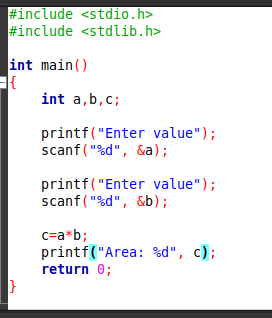 #include <stdio.h>
#include <stdlib.h>
int main()
{
int a,b,c;
printf("Enter value");
scanf("%d", &a);
printf("Enter value");
scanf("%d", &b);
c=a*b;
printf("Area: %d", c);
return 0;
}